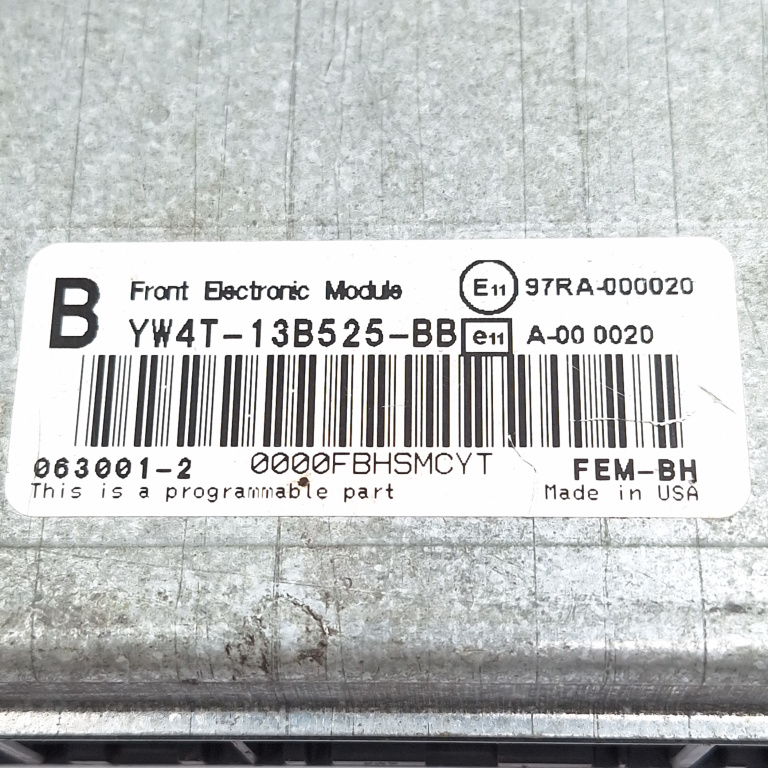 B Front Electronic Module E11 97RA-000020
YW4T-13B525-BB e11 A-00 0020
063001-2 0000FBHSMCYT FEM-BH
This is a programmable part Made in USA